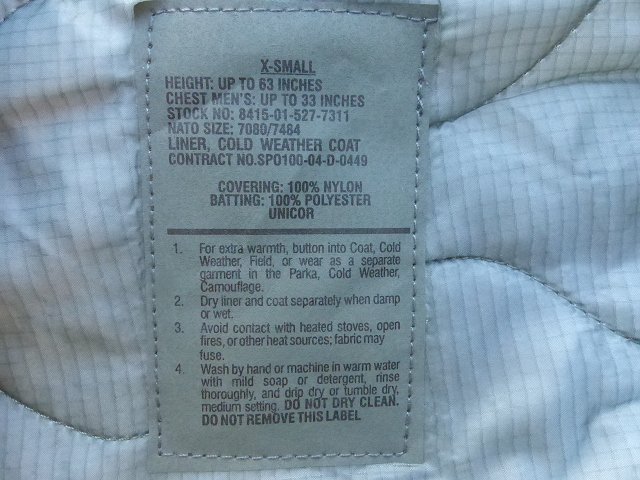 X-SMALL
HEIGHT: UP TO 63 INCHES
CHEST MEN'S: UP TO 33 INCHES
STOCK NO: 8415-01-527-7311
NATO SIZE: 7080/7484
LINER, COLD WEATHER COAT
CONTRACT NO.SPO100-04-D-0449
COVERING: 100% NYLON
BATTING: 100% POLYESTER
UNICOR
1. For extra warmth, button into Coat, Cold
Weather, Field, or wear as a separate
garment in the Parka, Cold Weather,
Camouflage.
2. Dry liner and coat separately when damp
or wet.
3. Avoid contact with heated stoves, open
fires, or other heat sources; fabric may
fuse.
4. Wash by hand or machine in warm water
with mild soap or detergent, rinse
thoroughly, and drip dry or tumble dry,
medium setting. DO NOT DRY CLEAN.
DO NOT REMOVE THIS LABEL